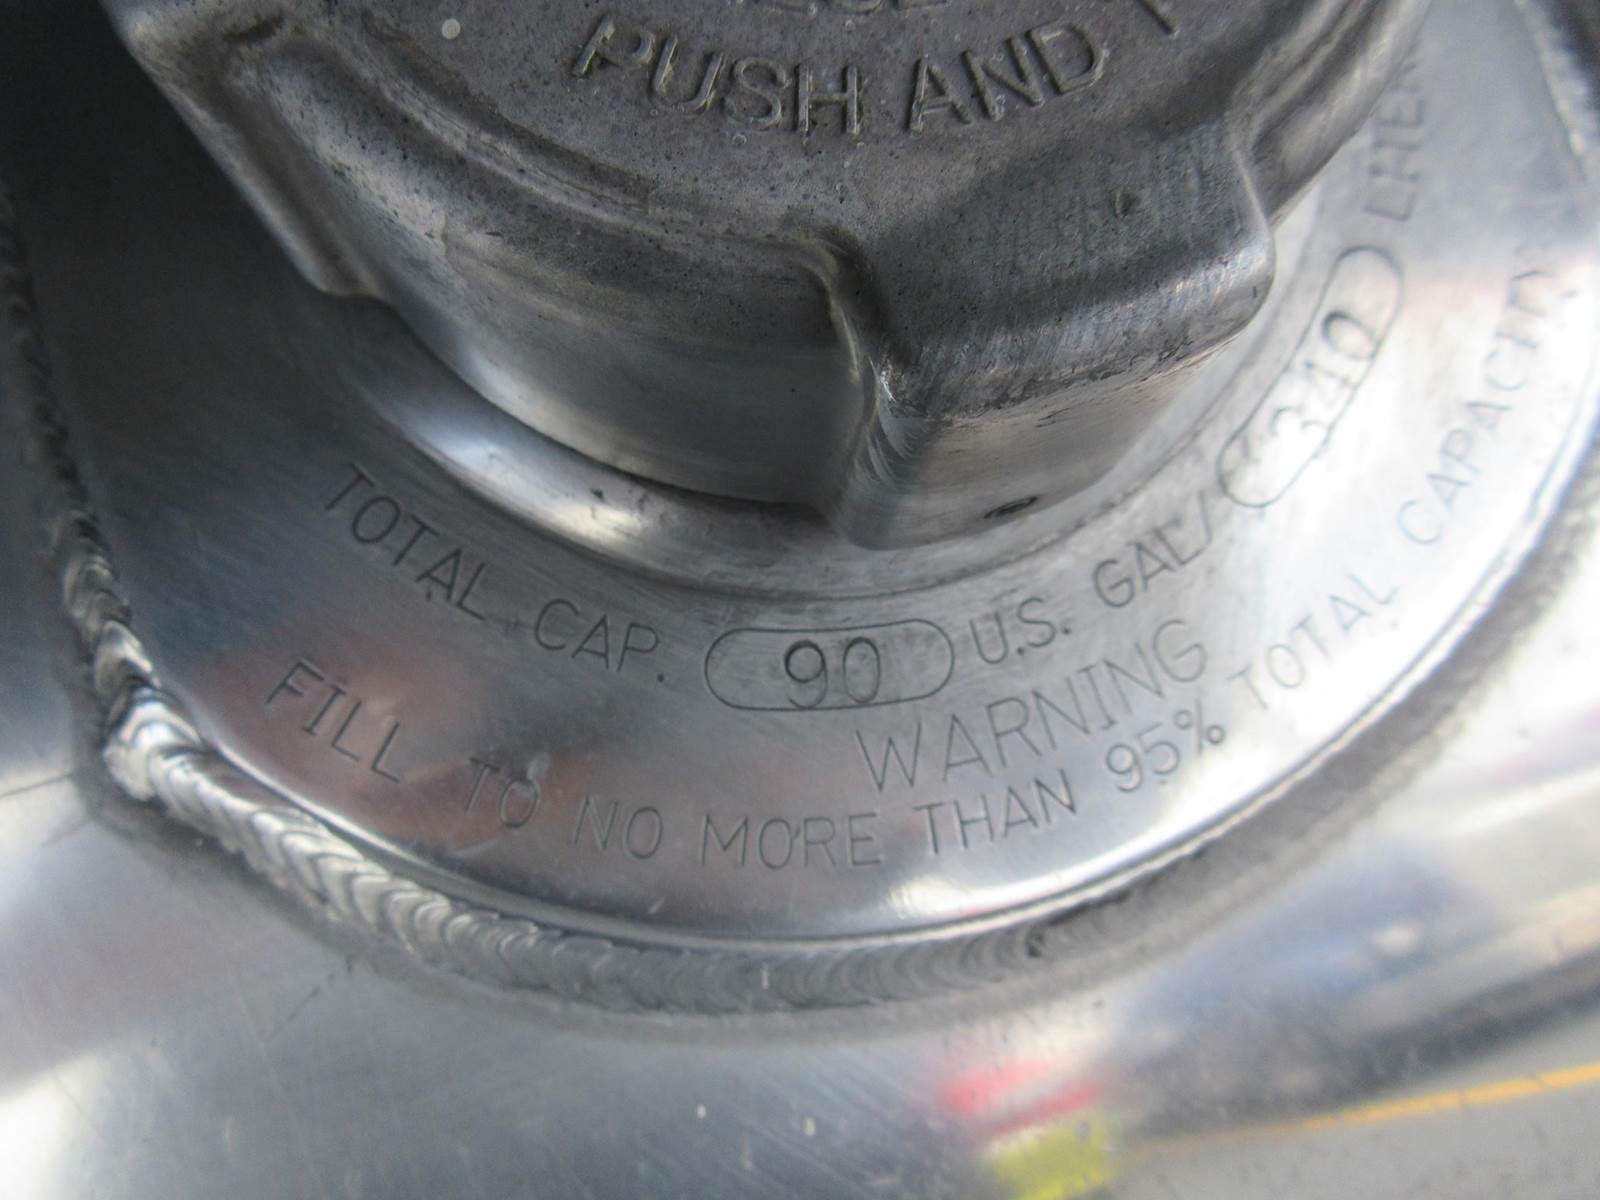 PUSH AND
TOTAL CAP. 90 U.S. GAL/ 340
WARNING
FILL TO NO MORE THAN 95% TOTAL CAPACITY